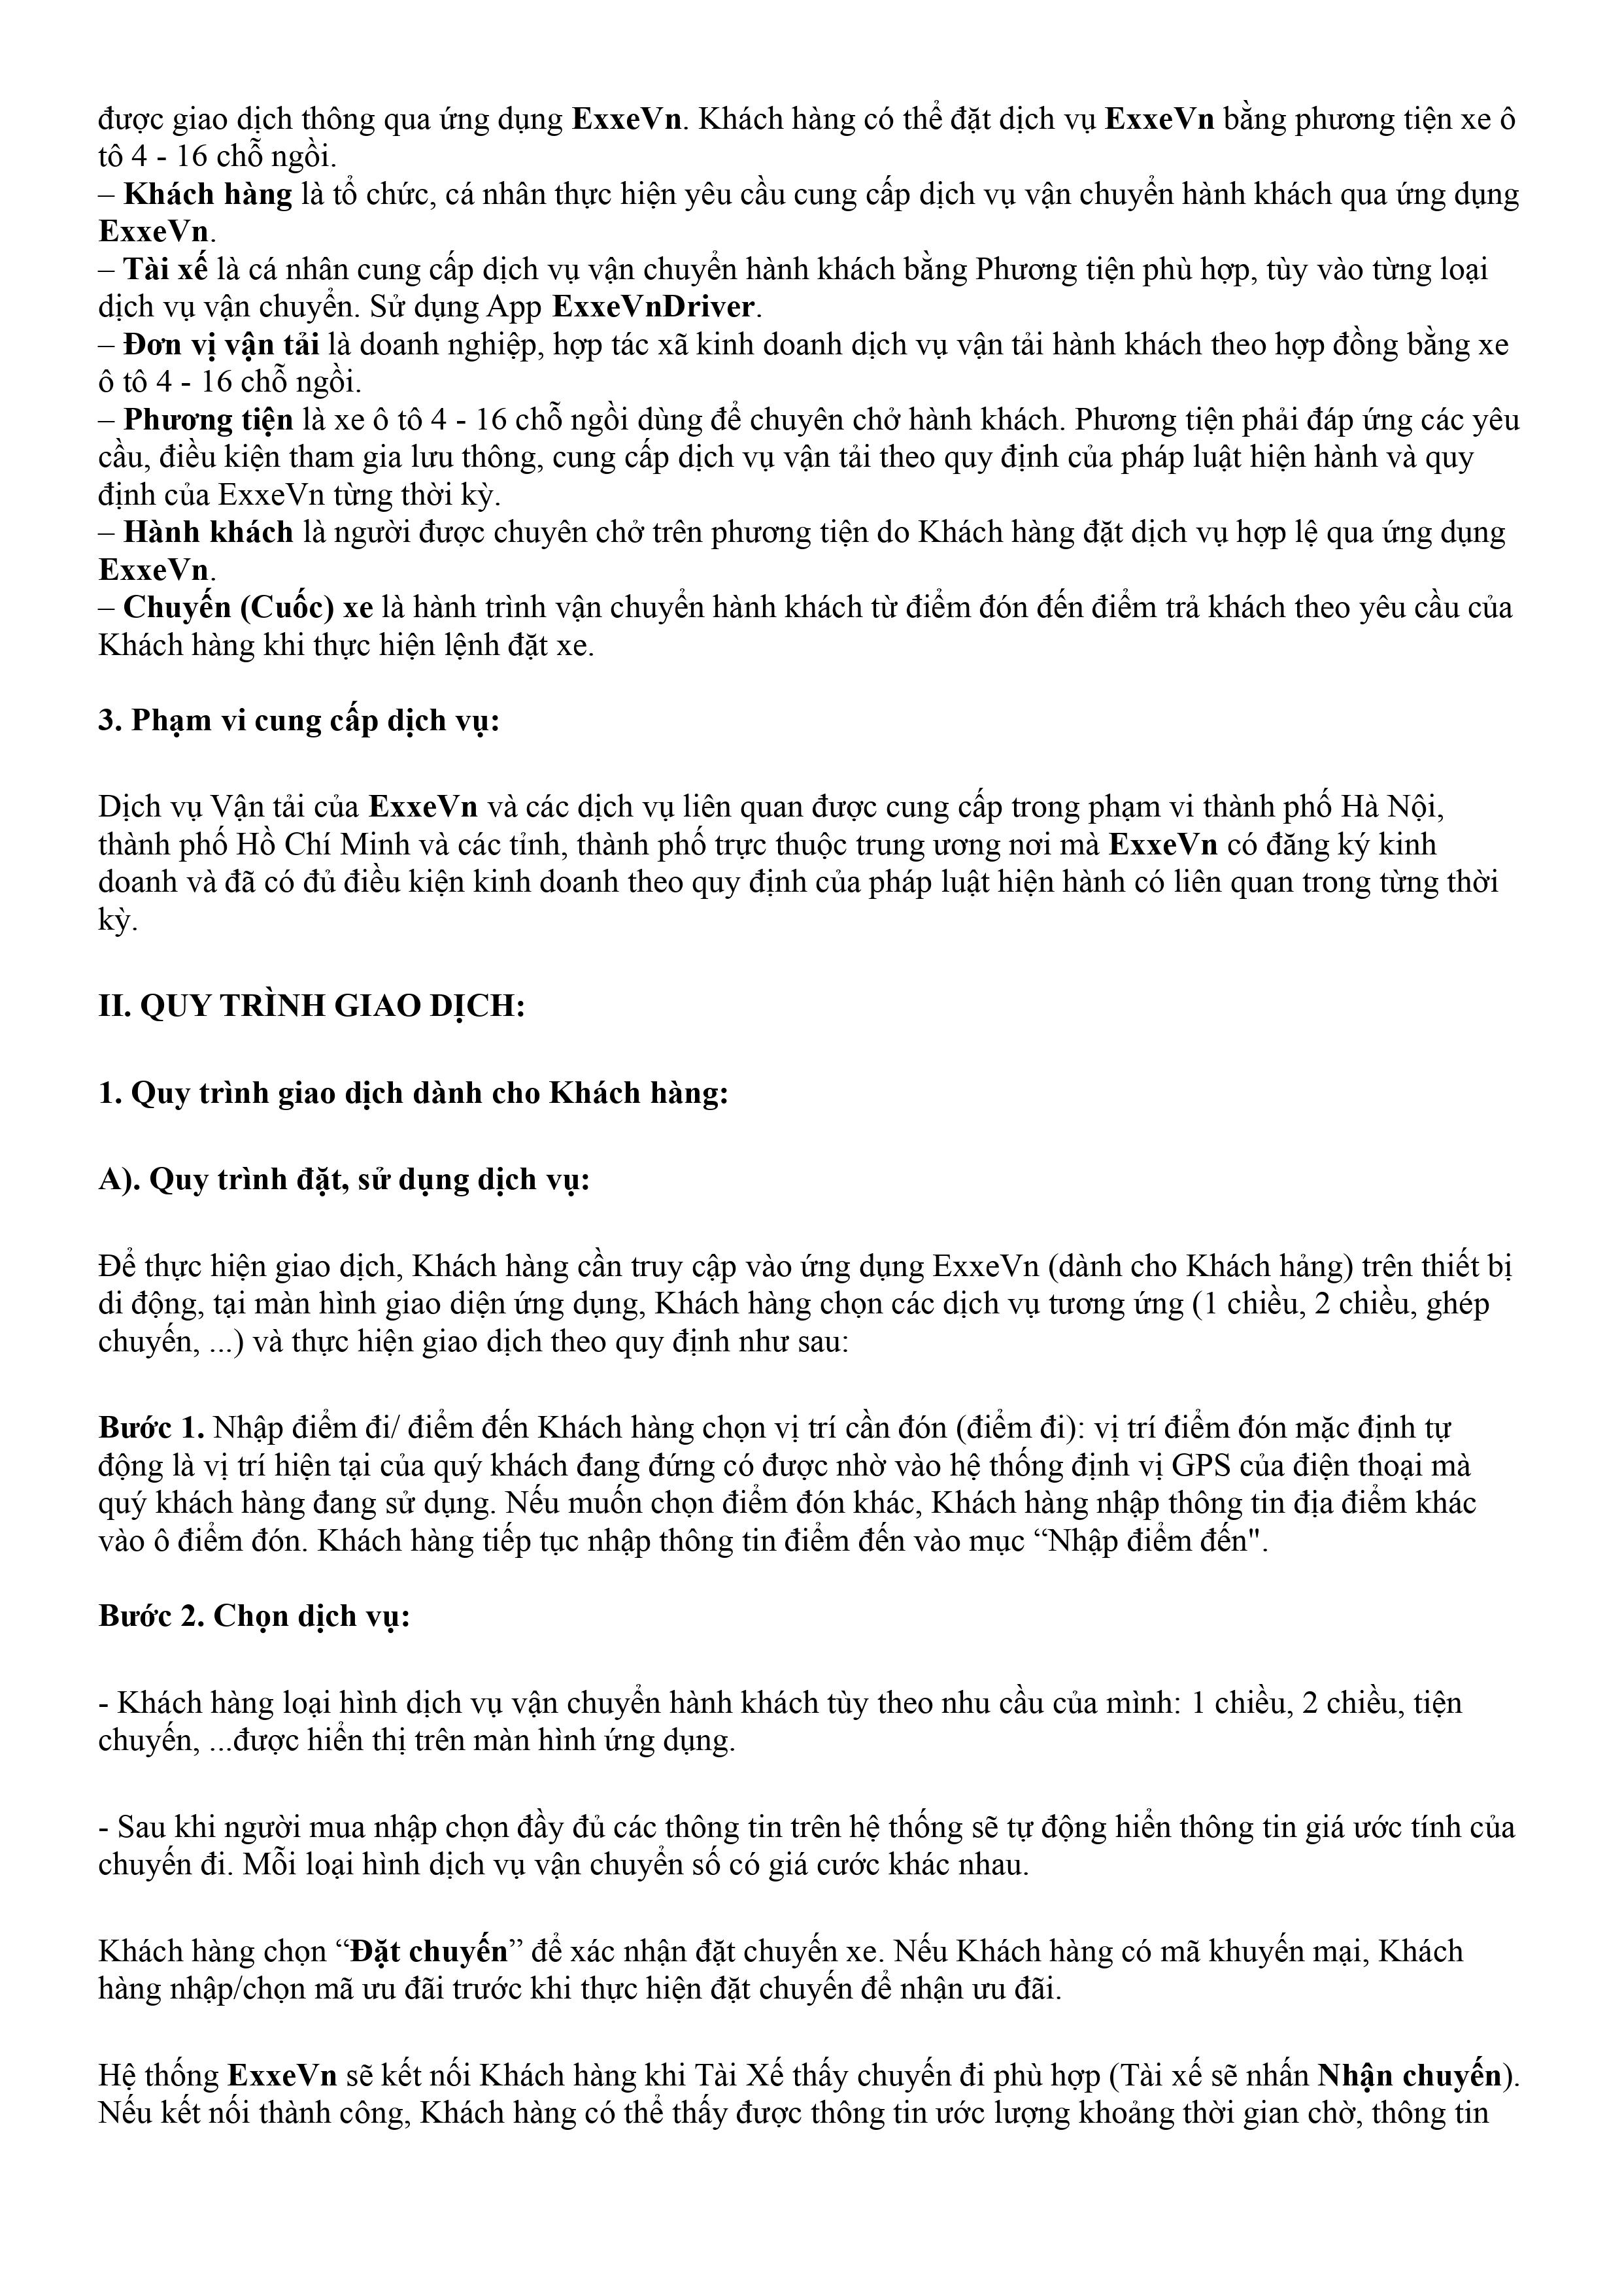 được giao dịch thông qua ứng dụng ExxeVn. Khách hàng có thể đặt dịch vụ ExxeVn bằng phương tiện xe ô
tô 4 - 16 chỗ ngồi.
– Khách hàng là tổ chức, cá nhân thực hiện yêu cầu cung cấp dịch vụ vận chuyển hành khách qua ứng dụng
ExxeVn.
– Tài xế là cá nhân cung cấp dịch vụ vận chuyển hành khách bằng Phương tiện phù hợp, tùy vào từng loại
dịch vụ vận chuyển. Sử dụng App ExxeVnDriver.
– Đơn vị vận tải là doanh nghiệp, hợp tác xã kinh doanh dịch vụ vận tải hành khách theo hợp đồng bằng xe
ô tô 4 - 16 chỗ ngồi.
– Phương tiện là xe ô tô 4 - 16 chỗ ngồi dùng để chuyên chở hành khách. Phương tiện phải đáp ứng các yêu
cầu, điều kiện tham gia lưu thông, cung cấp dịch vụ vận tải theo quy định của pháp luật hiện hành và quy
định của ExxeVn từng thời kỳ.
– Hành khách là người được chuyên chở trên phương tiện do Khách hàng đặt dịch vụ hợp lệ qua ứng dụng
ExxeVn.
– Chuyến (Cuốc) xe là hành trình vận chuyển hành khách từ điểm đón đến điểm trả khách theo yêu cầu của
Khách hàng khi thực hiện lệnh đặt xe.
3. Phạm vi cung cấp dịch vụ:
Dịch vụ Vận tải của ExxeVn và các dịch vụ liên quan được cung cấp trong phạm vi thành phố Hà Nội,
thành phố Hồ Chí Minh và các tỉnh, thành phố trực thuộc trung ương nơi mà ExxeVn có đăng ký kinh
doanh và đã có đủ điều kiện kinh doanh theo quy định của pháp luật hiện hành có liên quan trong từng thời
kỳ.
II. QUY TRÌNH GIAO DỊCH:
1. Quy trình giao dịch dành cho Khách hàng:
A). Quy trình đặt, sử dụng dịch vụ:
Để thực hiện giao dịch, Khách hàng cần truy cập vào ứng dụng ExxeVn (dành cho Khách hảng) trên thiết bị
di động, tại màn hình giao diện ứng dụng, Khách hàng chọn các dịch vụ tương ứng (1 chiều, 2 chiều, ghép
chuyến, ...) và thực hiện giao dịch theo quy định như sau:
Bước 1. Nhập điểm đi/ điểm đến Khách hàng chọn vị trí cần đón (điểm đi): vị trí điểm đón mặc định tự
động là vị trí hiện tại của quý khách đang đứng có được nhờ vào hệ thống định vị GPS của điện thoại mà
quý khách hàng đang sử dụng. Nếu muốn chọn điểm đón khác, Khách hàng nhập thông tin địa điểm khác
vào ô điểm đón. Khách hàng tiếp tục nhập thông tin điểm đến vào mục “Nhập điểm đến".
Bước 2. Chọn dịch vụ:
- Khách hàng loại hình dịch vụ vận chuyển hành khách tùy theo nhu cầu của mình: 1 chiều, 2 chiều, tiện
chuyến, ...được hiển thị trên màn hình ứng dụng.
- Sau khi người mua nhập chọn đầy đủ các thông tin trên hệ thống sẽ tự động hiển thông tin giá ước tính của
chuyến đi. Mỗi loại hình dịch vụ vận chuyển số có giá cước khác nhau.
Khách hàng chọn “Đặt chuyến” để xác nhận đặt chuyến xe. Nếu Khách hàng có mã khuyến mại, Khách
hàng nhập/chọn mã ưu đãi trước khi thực hiện đặt chuyến để nhận ưu đãi.
Hệ thống ExxeVn sẽ kết nối Khách hàng khi Tài Xế thấy chuyến đi phù hợp (Tài xế sẽ nhấn Nhận chuyến).
Nếu kết nối thành công, Khách hàng có thể thấy được thông tin ước lượng khoảng thời gian chờ, thông tin